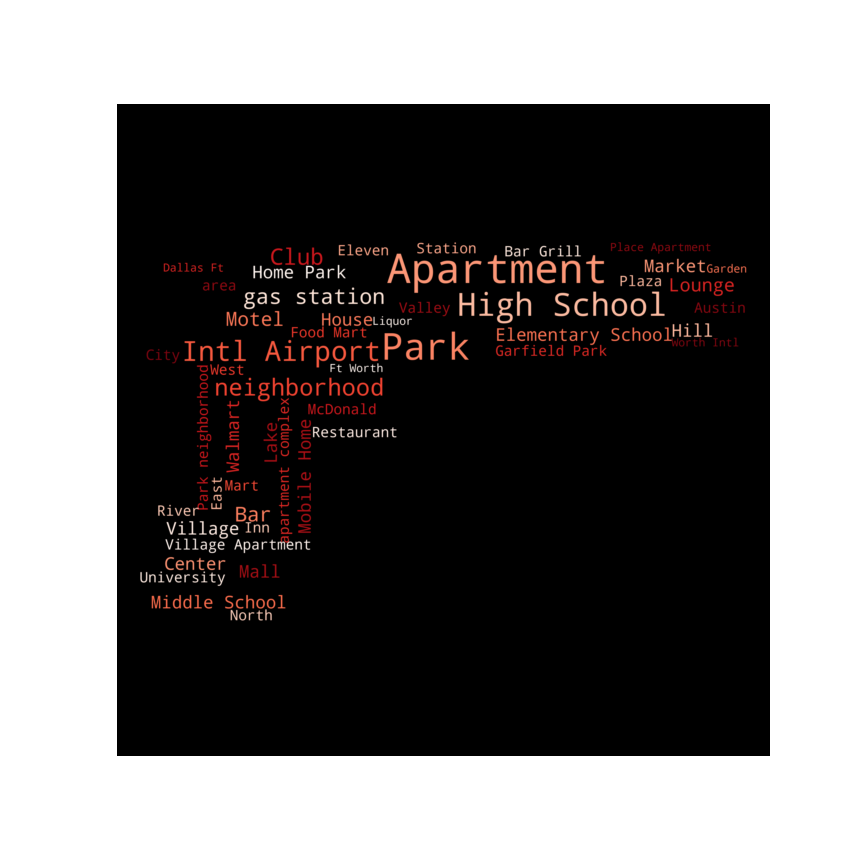 Station
Place Apartment
Eleven
Bar Grill
Club
Apartment
Market
Garden
Dallas Ft
Home Park
Plaza
Lounge
area
gas station
Valley
High School
Austin
Motel
House
Liquor
Food Mart
Elementary School
Hill
Worth Intl
City
Intl Airport
Park
Garfield Park
West
Ft Worth
neighborhood
Park neighborhood
Walmart
Lake
apartment complex
Mobile Home
McDonald
Restaurant
East
Mart
River
Bar
Village
Inn
Village Apartment
Center
University
Mall
Middle School
North